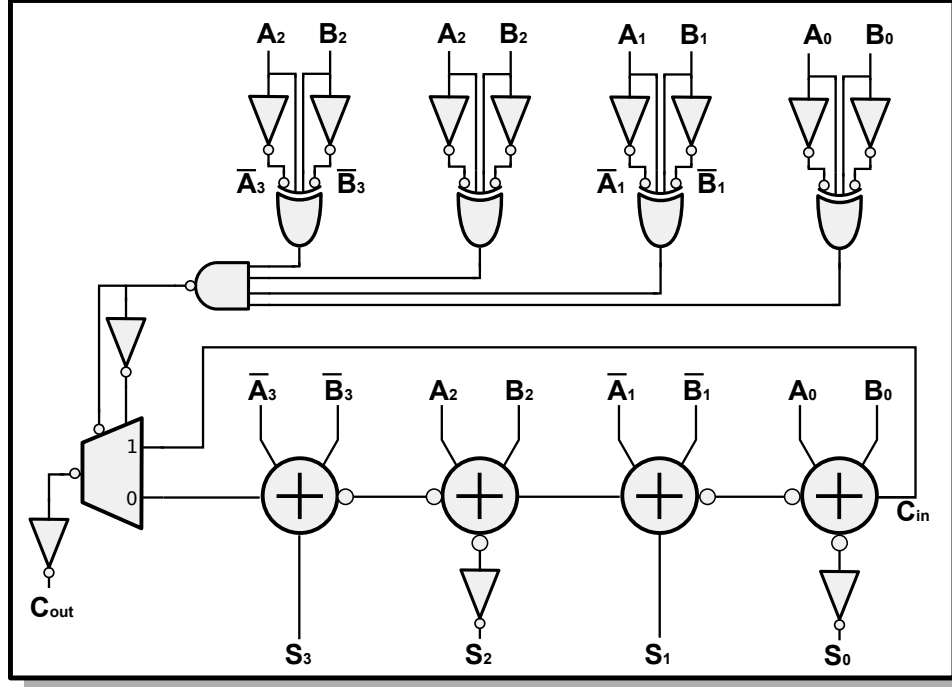 A2 B2 A2 B2 A1 B1 A0 B0
A̅3 B̅3 A̅1 B̅1
1
A̅3 B̅3 A2 B2 A̅1 B̅1 A0 B0
0
Cin
Cout
S3 S2 S1 S0